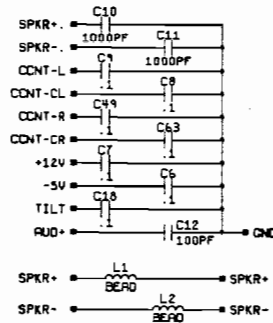 SPKR+. C10 1000PF
SPKR-. C11 1000PF
CCNT-L C9 .1
CCNT-CL C8 .1
CCNT-R C49 .1
CCNT-CR C63 .1
+12V C7 .1
-5V C6 .1
TILT C18 .1
AUD+ C12 100PF GND
SPKR+ L1 BEAD SPKR+
SPKR- L2 BEAD SPKR-